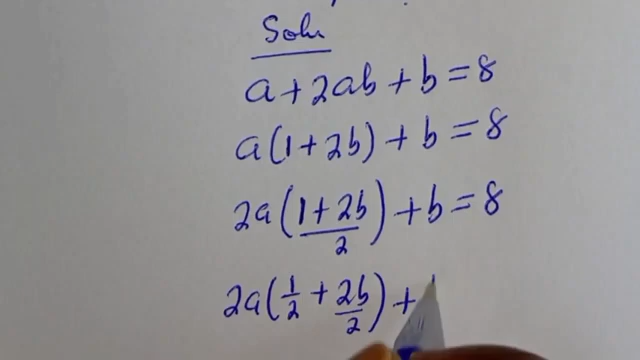 Soln
a + 2ab + b = 8
a(1 + 2b) + b = 8
2a((1 + 2b)/2) + b = 8
2a(1/2 + 2b/2) +